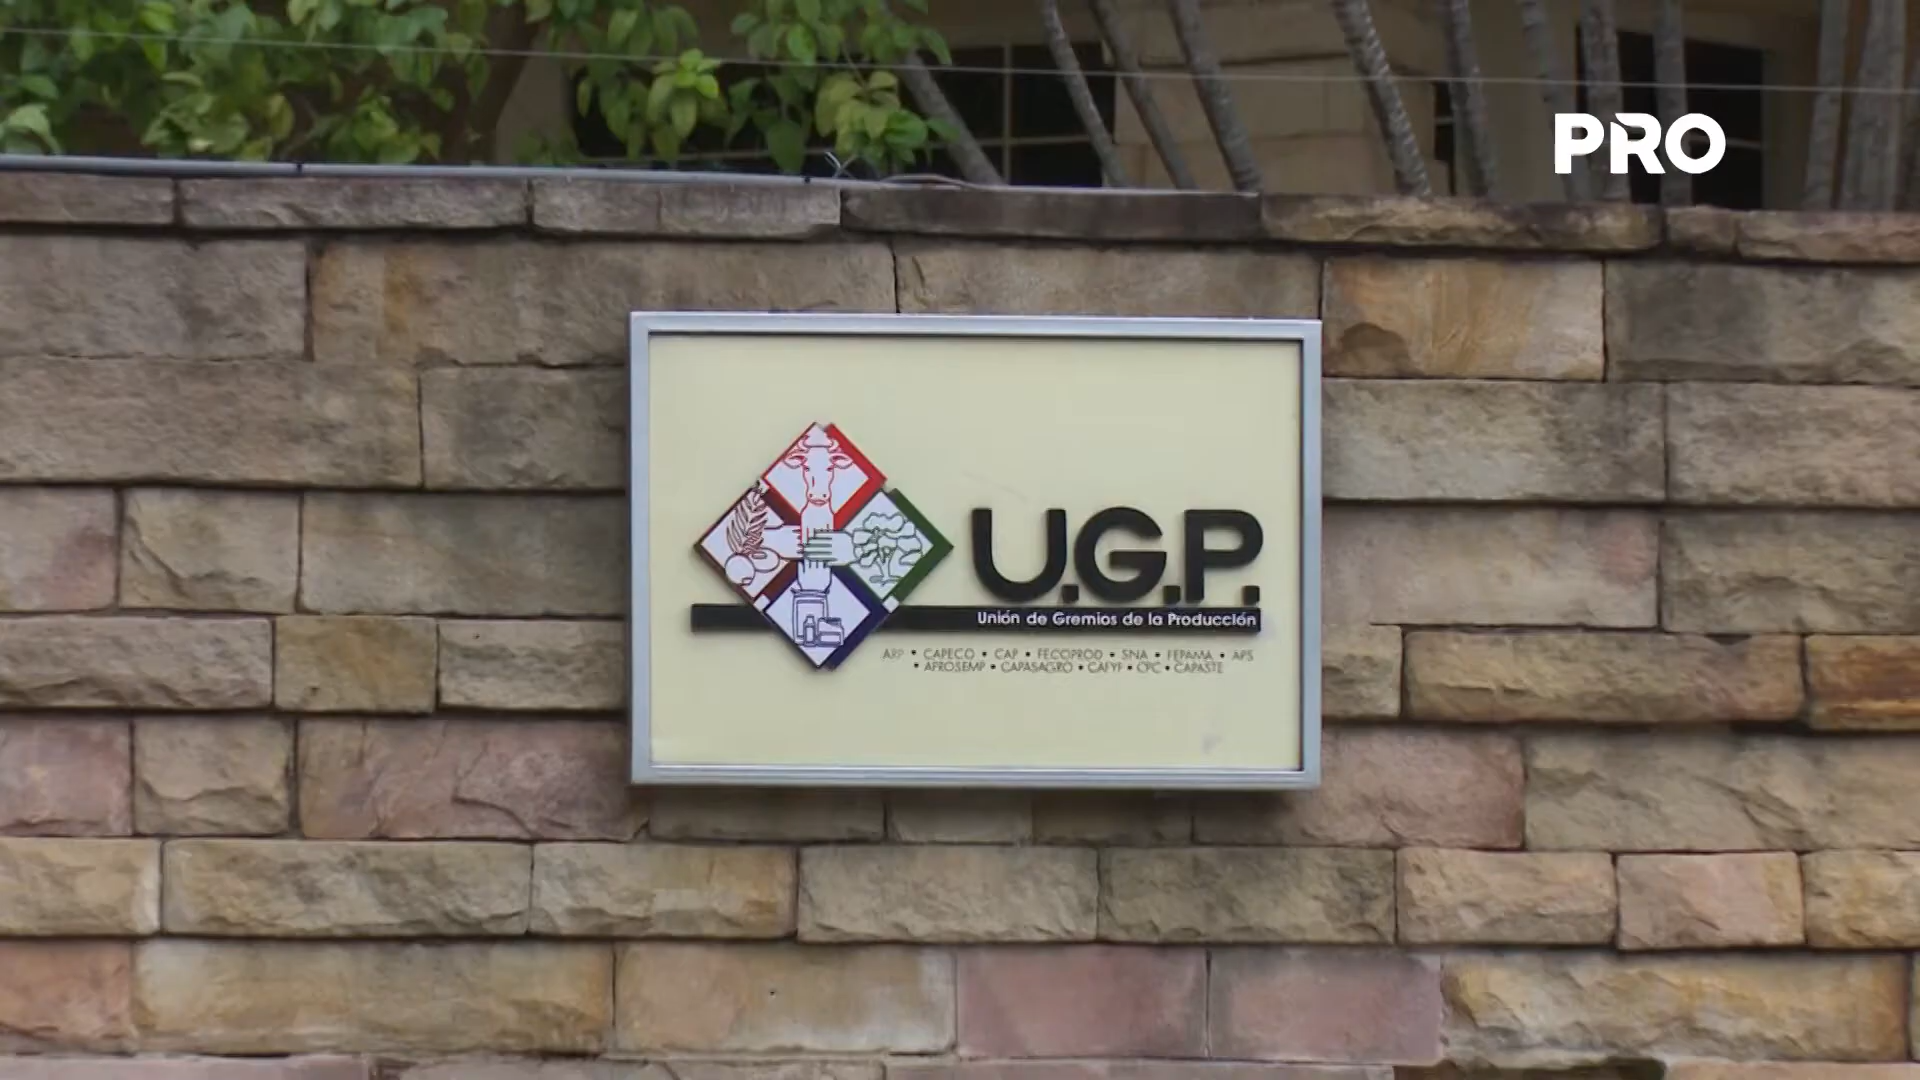 PRO
U.G.P.
Unión de Gremios de la Producción
ARP • CAPECO • CAP • FECOPROD • SNA • FEPAMA • APS
• APROSEMP • CAPASAGRO • CAFYF • CPC • CAPASTE